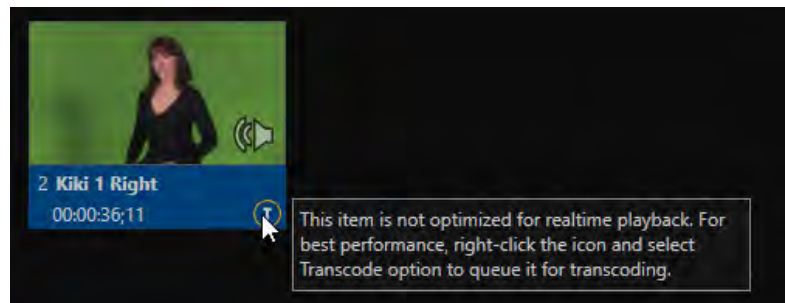 2 Kiki 1 Right
00:00:36;11
T
This item is not optimized for realtime playback. For
best performance, right-click the icon and select
Transcode option to queue it for transcoding.